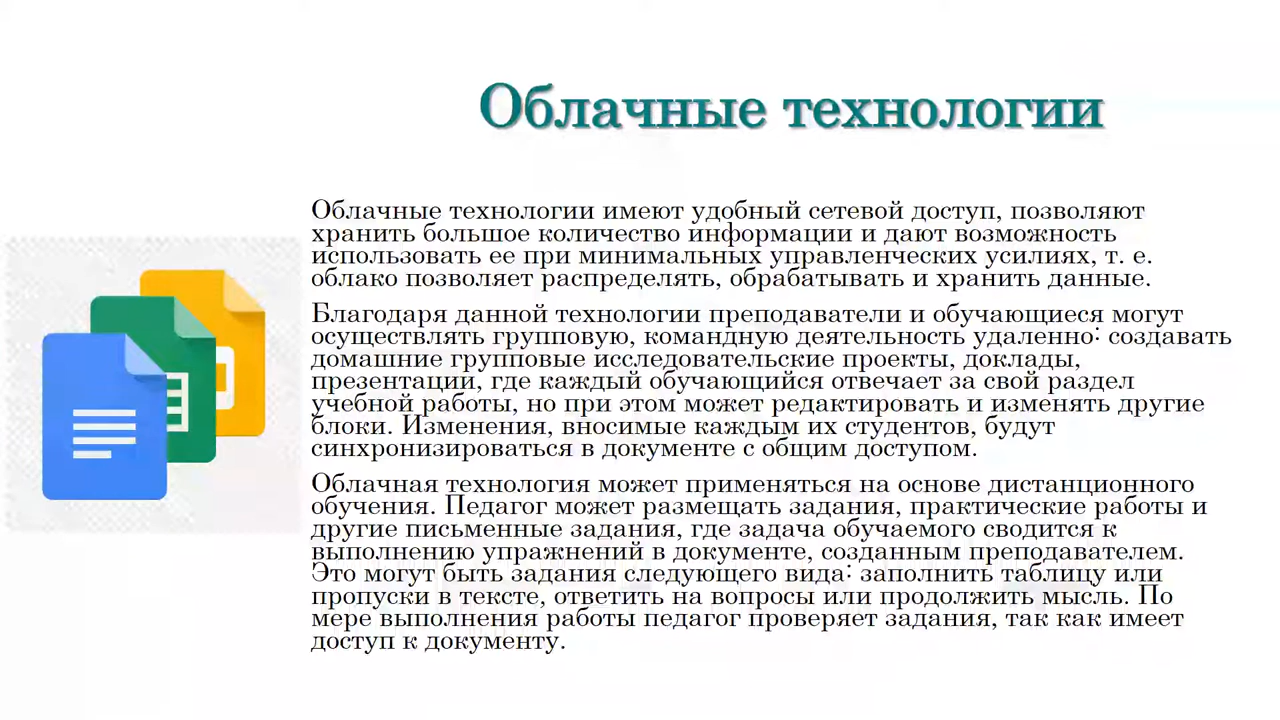 Облачные технологии
Облачные технологии имеют удобный сетевой доступ, позволяют
хранить большое количество информации и дают возможность
использовать ее при минимальных управленческих усилиях, т. е.
облако позволяет распределять, обрабатывать и хранить данные.
Благодаря данной технологии преподаватели и обучающиеся могут
осуществлять групповую, командную деятельность удаленно: создавать
домашние групповые исследовательские проекты, доклады,
презентации, где каждый обучающийся отвечает за свой раздел
учебной работы, но при этом может редактировать и изменять другие
блоки. Изменения, вносимые каждым их студентов, будут
синхронизироваться в документе с общим доступом.
Облачная технология может применяться на основе дистанционного
обучения. Педагог может размещать задания, практические работы и
другие письменные задания, где задача обучаемого сводится к
выполнению упражнений в документе, созданным преподавателем.
Это могут быть задания следующего вида: заполнить таблицу или
пропуски в тексте, ответить на вопросы или продолжить мысль. По
мере выполнения работы педагог проверяет задания, так как имеет
доступ к документу.